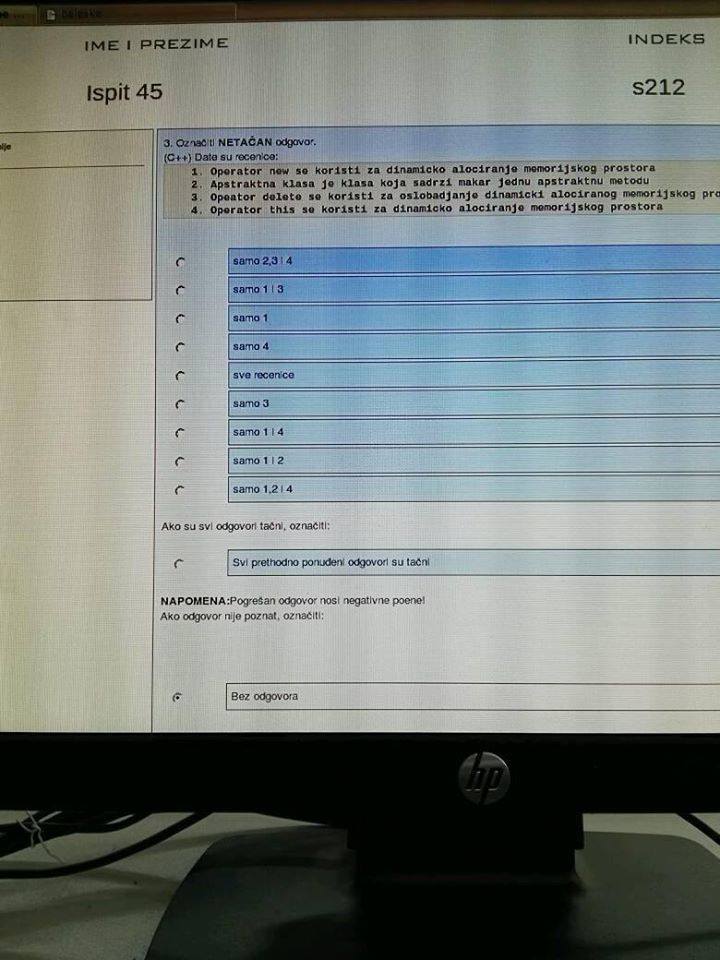 IME I PREZIME
INDEKS
Ispit 45
s212
3. Označiti NETAČAN odgovor.
(C++) Date su recenice:
1. Operator new se koristi za dinamicko alociranje memorijskog prostora
2. Apstraktna klasa je klasa koja sadrzi makar jednu apstraktnu metodu
3. Opeator delete se koristi za oslobadjanje dinamicki alociranog memorijskog pro
4. Operator this se koristi za dinamicko alociranje memorijskog prostora
samo 2,3 i 4
samo 1 i 3
samo 1
samo 4
sve recenice
samo 3
samo 1 i 4
samo 1 i 2
samo 1,2 i 4
Ako su svi odgovori tačni, označiti:
Svi prethodno ponuđeni odgovori su tačni
NAPOMENA:Pogrešan odgovor nosi negativne poene!
Ako odgovor nije poznat, označiti:
Bez odgovora
hp